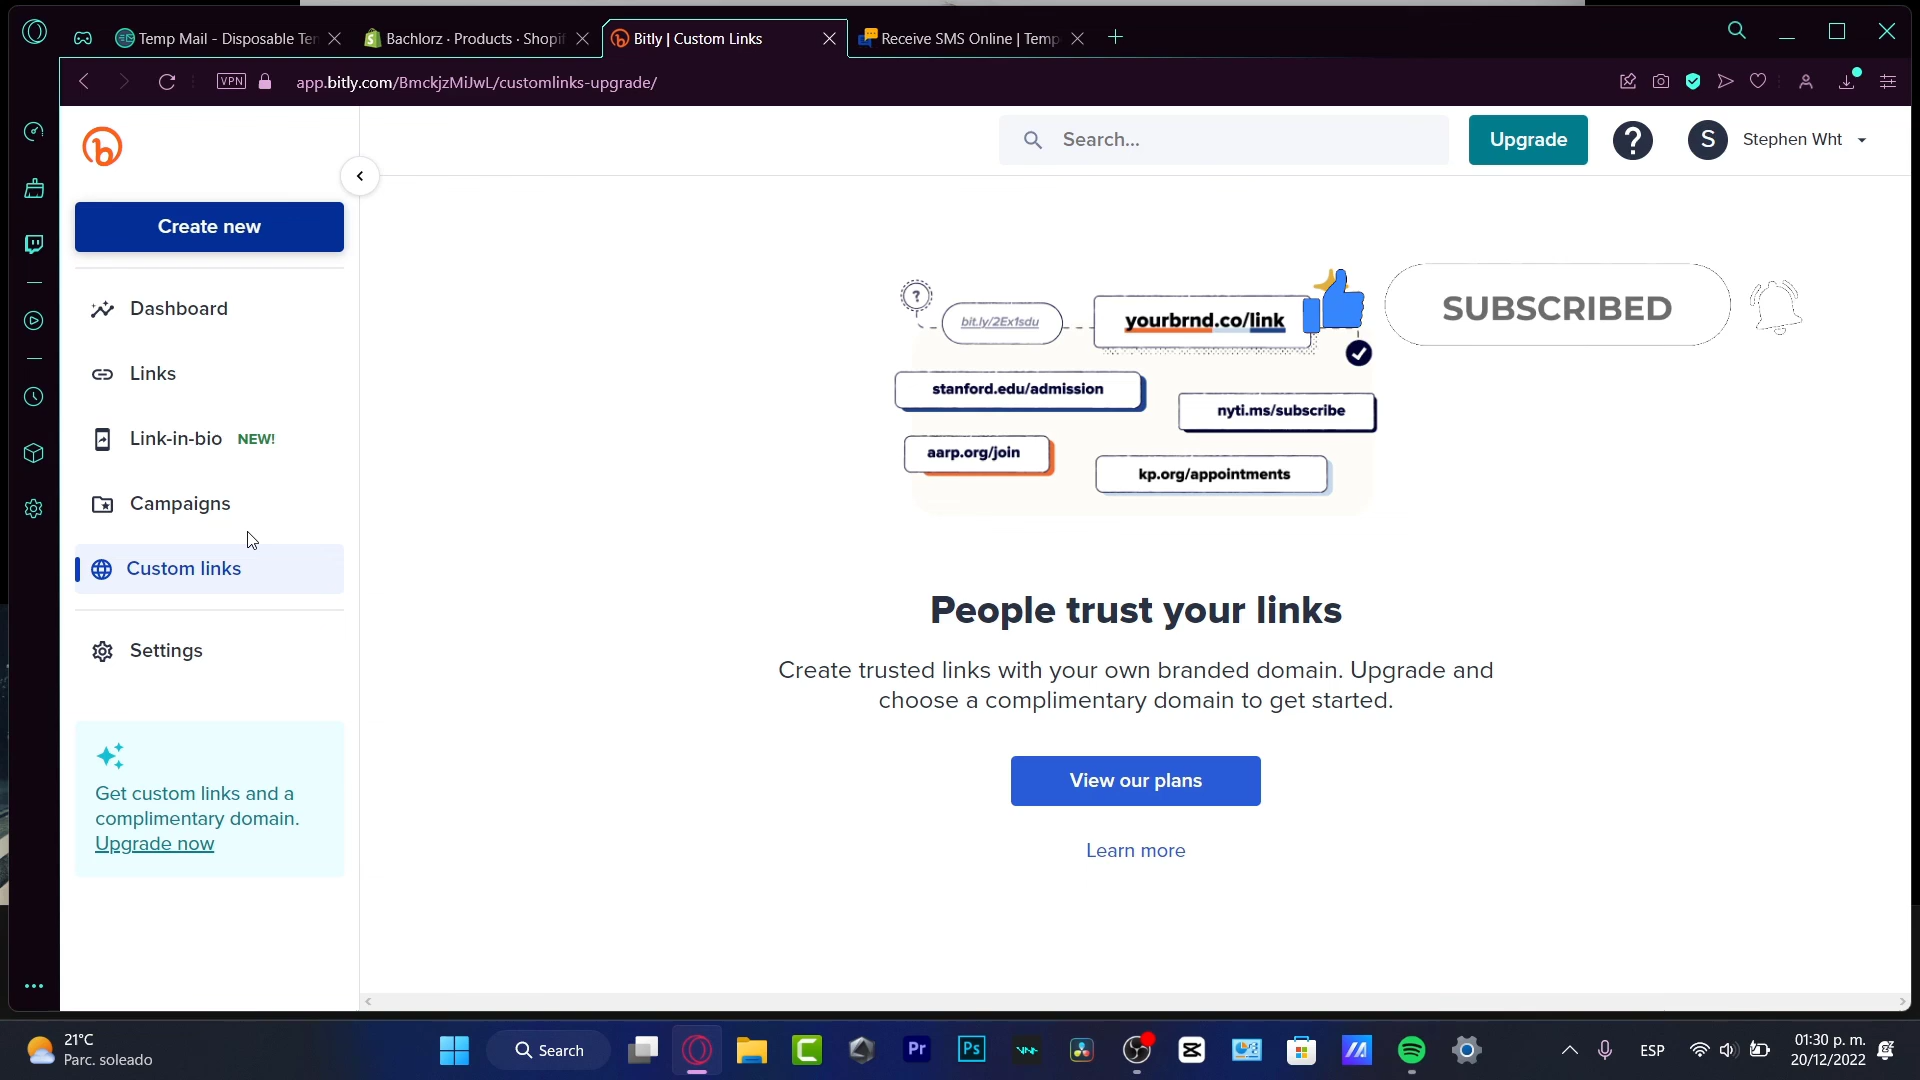 Temp Mail - Disposable Ten
Bachlorz · Products · Shopif
Bitly | Custom Links
Receive SMS Online | Temp
VPN
app.bitly.com/BmckjzMiJwL/customlinks-upgrade/
Search...
Upgrade
?
S
Stephen Wht
Create new
Dashboard
Links
Link-in-bio NEW!
Campaigns
Custom links
Settings
Get custom links and a
complimentary domain.
Upgrade now
?
bit.ly/2Ex1sdu
yourbrnd.co/link
SUBSCRIBED
stanford.edu/admission
nyti.ms/subscribe
aarp.org/join
kp.org/appointments
People trust your links
Create trusted links with your own branded domain. Upgrade and
choose a complimentary domain to get started.
View our plans
Learn more
21°C
Parc. soleado
Search
Pr
Ps
ESP
01:30 p. m.
20/12/2022